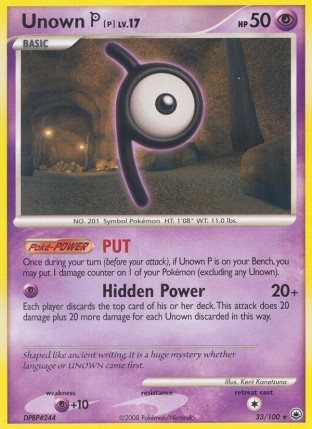 Unown P [P] LV.17 HP 50
BASIC
NO. 201 Symbol Pokémon HT: 1'08" WT: 11.0 lbs.
Poké-POWER PUT
Once during your turn (before your attack), if Unown P is on your Bench, you
may put 1 damage counter on 1 of your Pokémon (excluding any Unown).
Hidden Power 20+
Each player discards the top card of his or her deck. This attack does 20
damage plus 20 more damage for each Unown discarded in this way.
Shaped like ancient writing, it is a huge mystery whether
language or UNOWN came first.
Illus. Kent Kanetsuna
weakness resistance retreat cost
+10
DPBP#244 ©2008 Pokémon/Nintendo 33/100 ★